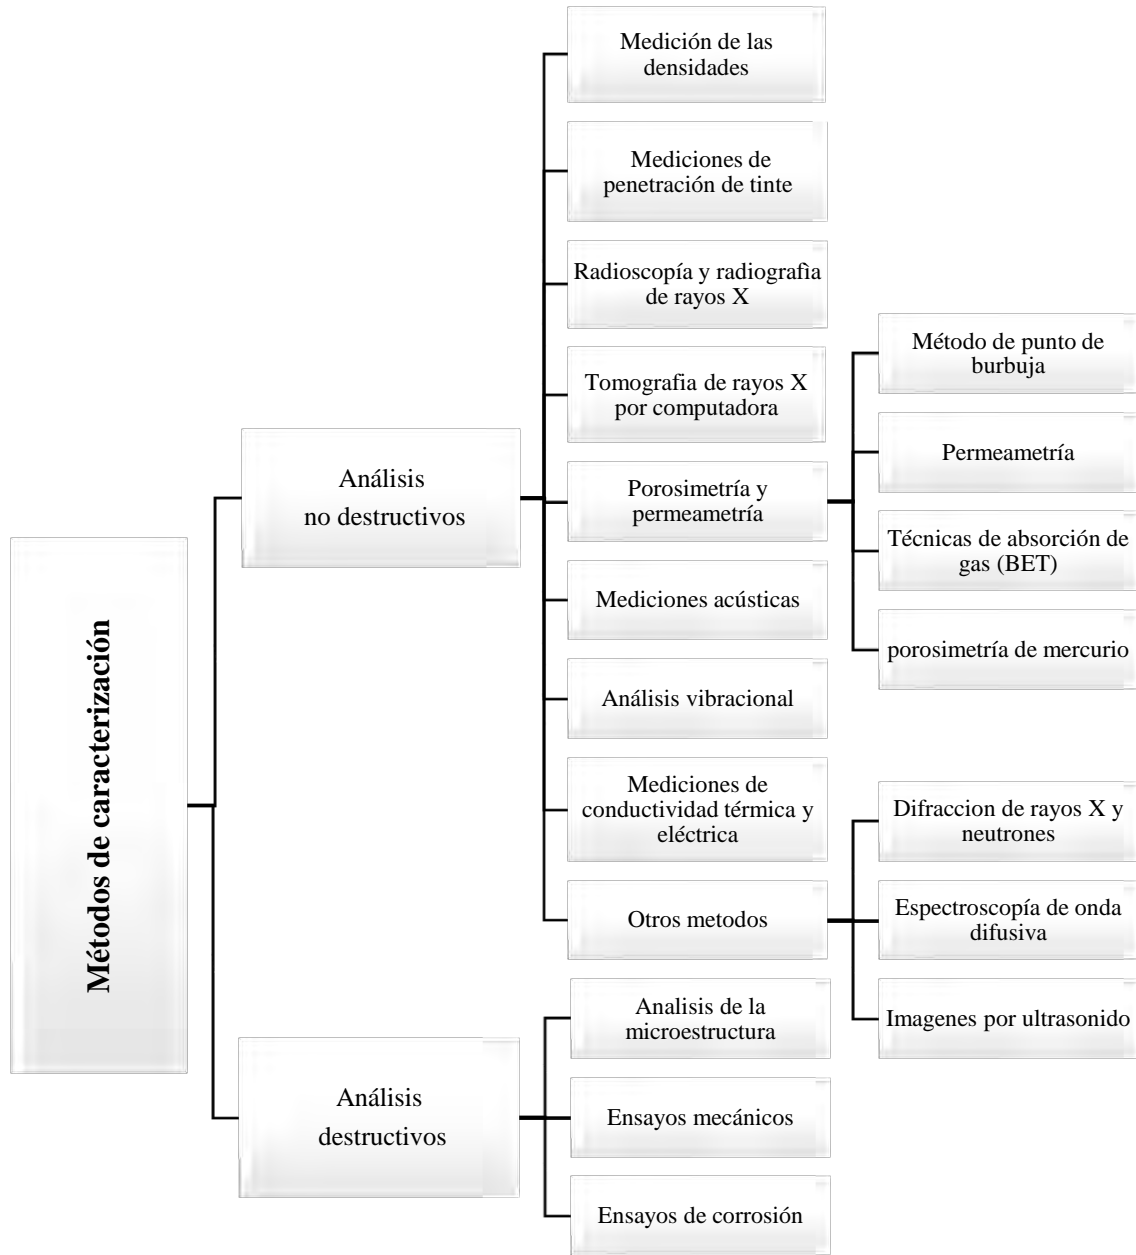 Métodos de caracterización
Análisis
no destructivos
Medición de las
densidades
Mediciones de
penetración de tinte
Radioscopía y radiografìa
de rayos X
Tomografia de rayos X
por computadora
Porosimetría y
permeametría
Método de punto de
burbuja
Permeametría
Técnicas de absorción de
gas (BET)
porosimetría de mercurio
Mediciones acústicas
Análisis vibracional
Mediciones de
conductividad térmica y
eléctrica
Otros metodos
Difraccion de rayos X y
neutrones
Espectroscopía de onda
difusiva
Imagenes por ultrasonido
Análisis
destructivos
Analisis de la
microestructura
Ensayos mecánicos
Ensayos de corrosión